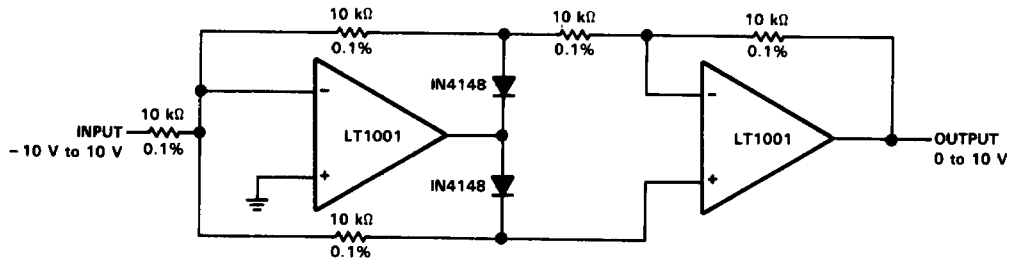 10 kΩ
0.1%
10 kΩ
0.1%
10 kΩ
0.1%
IN4148
10 kΩ
INPUT
0.1%
−10 V to 10 V
−
LT1001
+
IN4148
10 kΩ
0.1%
−
LT1001
+
OUTPUT
0 to 10 V